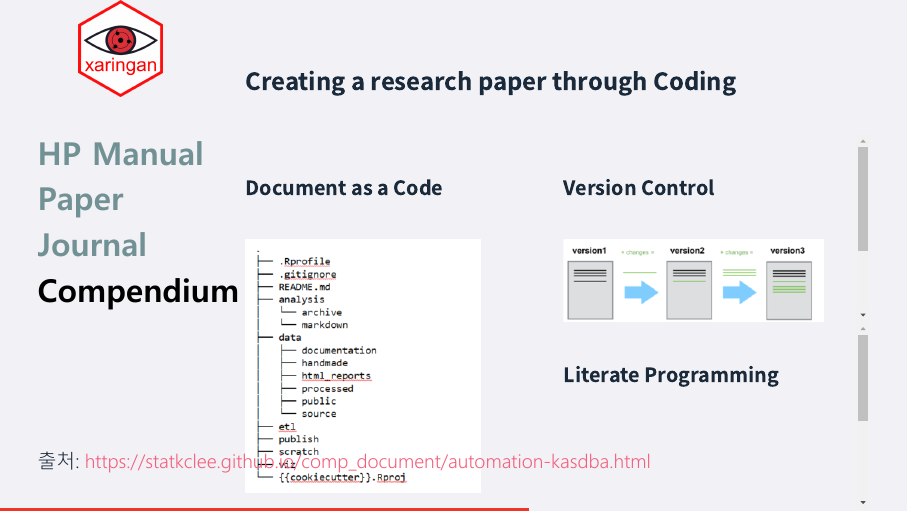 xaringan
Creating a research paper through Coding
HP Manual
Paper
Journal
Compendium
Document as a Code
.
├── .Rprofile
├── .gitignore
├── README.md
├── analysis
│   ├── archive
│   └── markdown
├── data
│   ├── documentation
│   ├── handmade
│   ├── html_reports
│   ├── processed
│   ├── public
│   └── source
├── etl
├── publish
├── scratch
├── viz
└── {{cookiecutter}}.Rproj
Version Control
version1 + changes = version2 + changes = version3
Literate Programming
출처: https://statkclee.github.io/comp_document/automation-kasdba.html